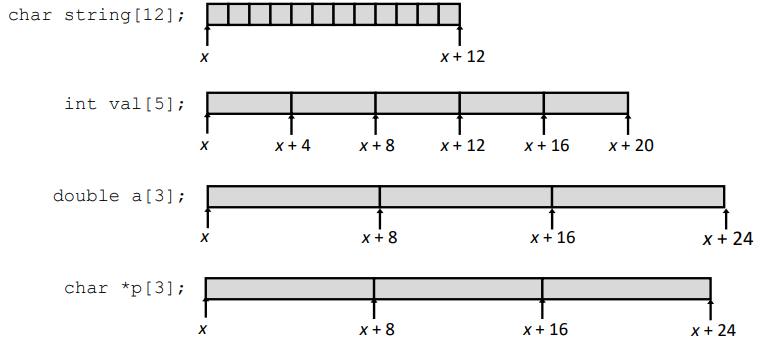 char string[12];
x x + 12
int val[5];
x x + 4 x + 8 x + 12 x + 16 x + 20
double a[3];
x x + 8 x + 16 x + 24
char *p[3];
x x + 8 x + 16 x + 24